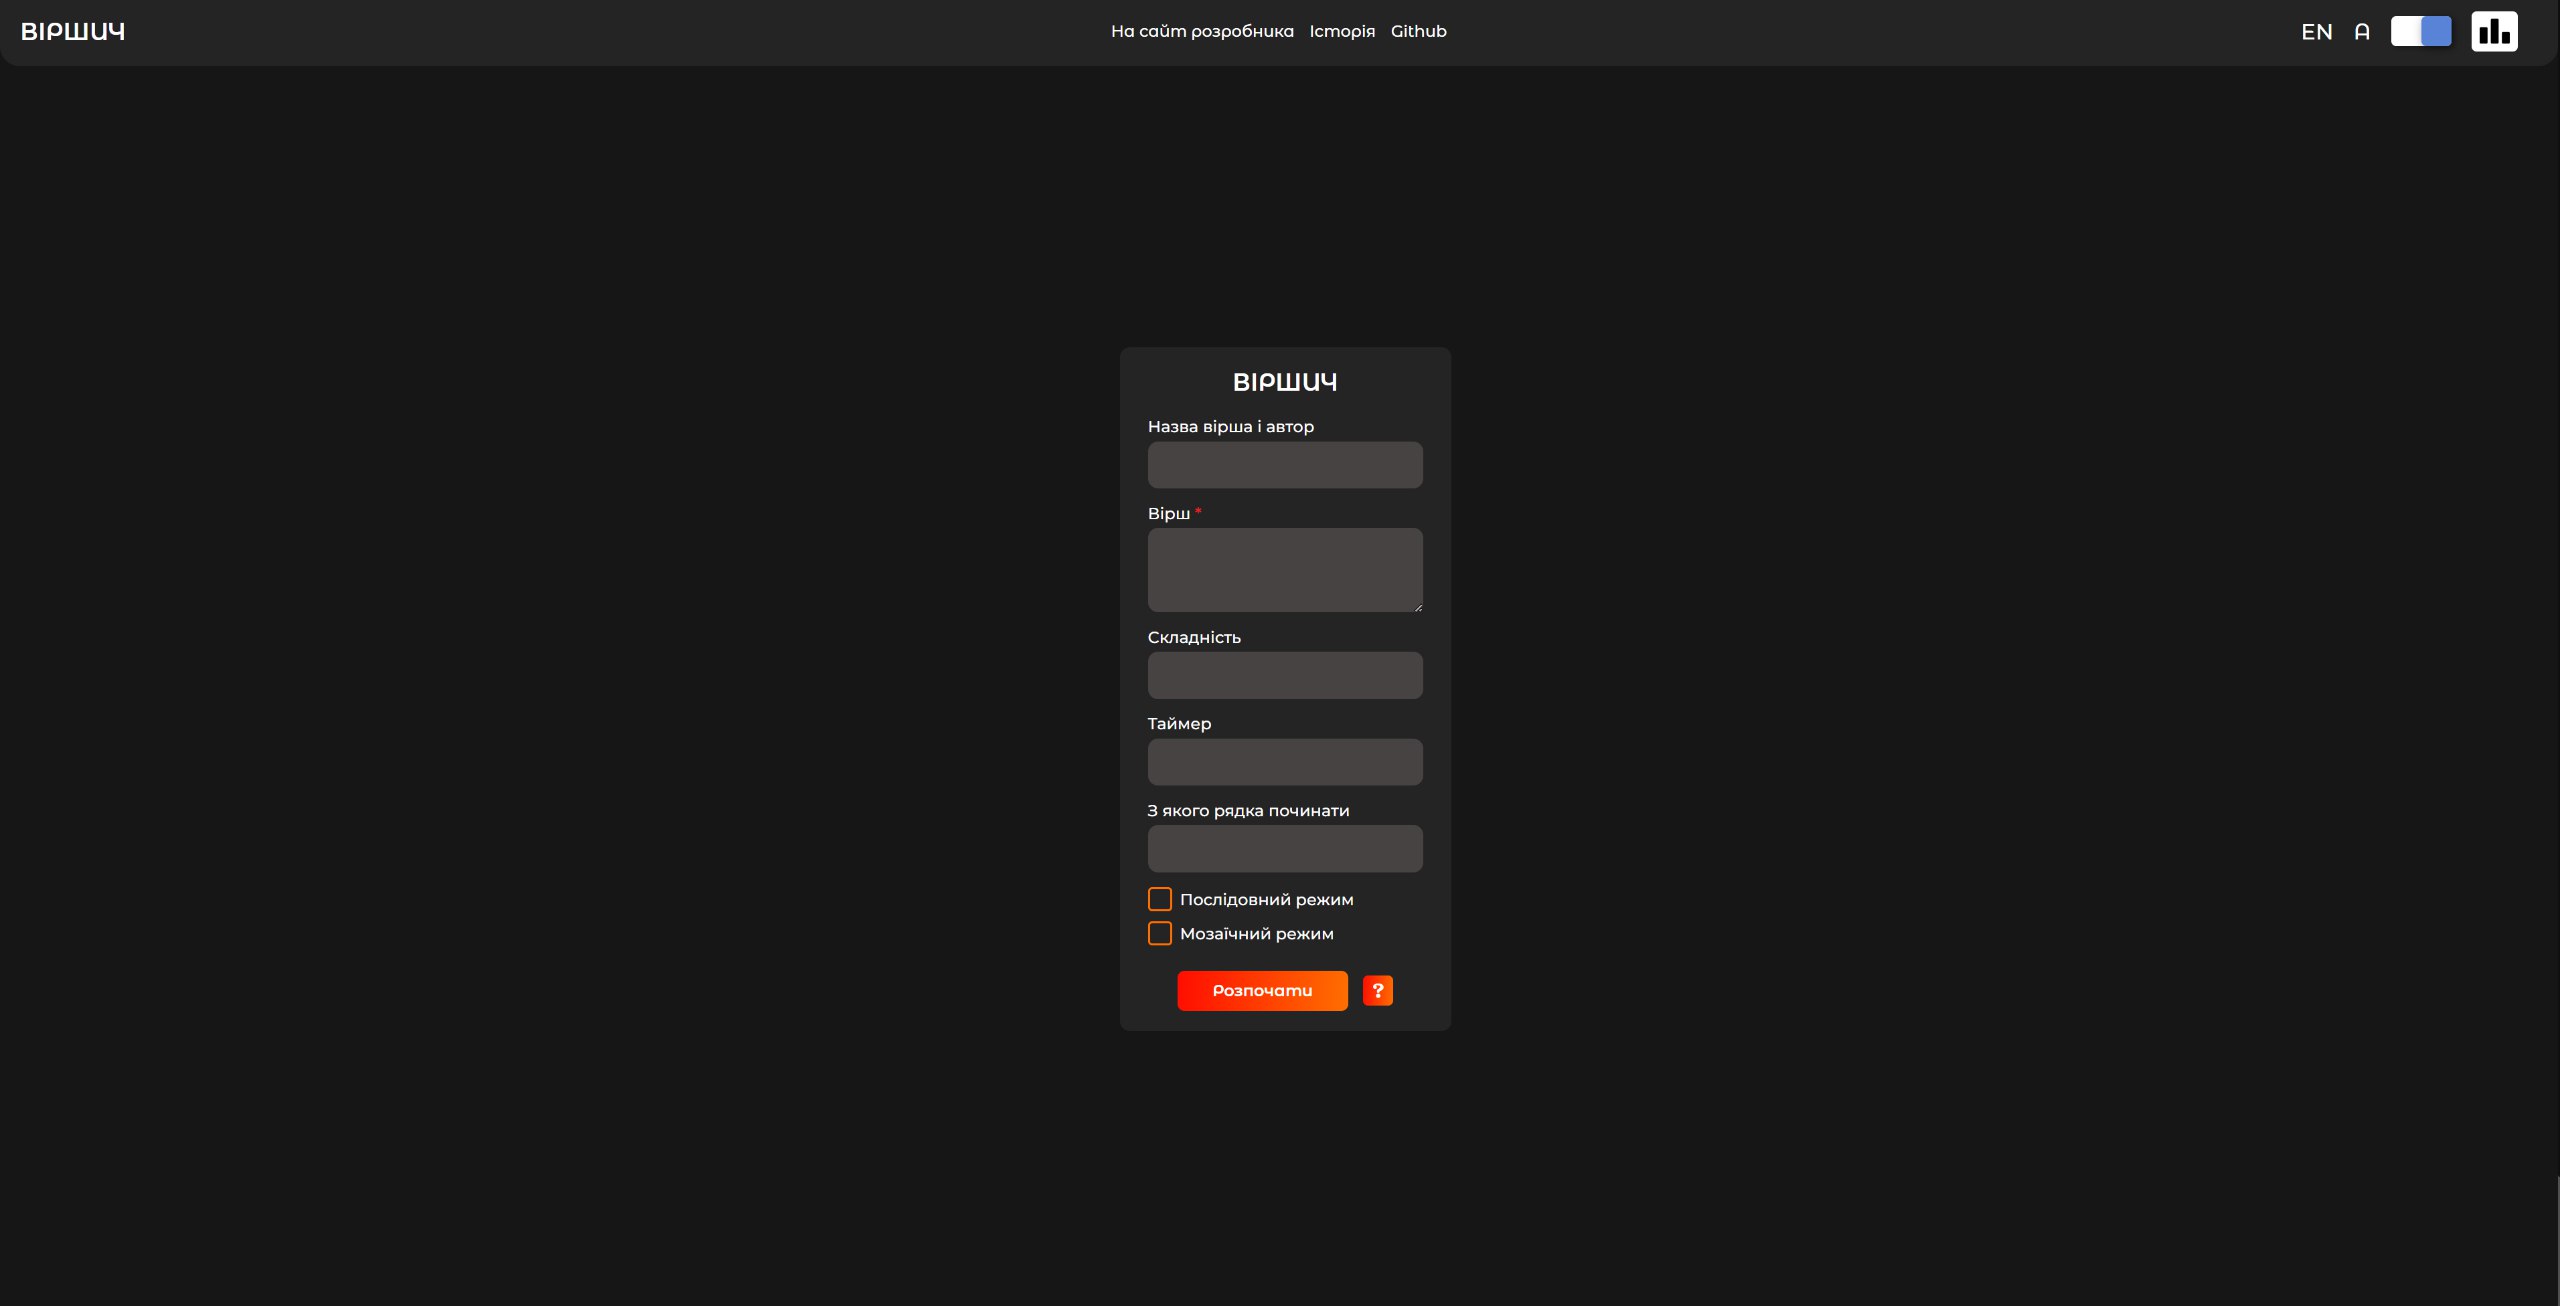 ВІРШИЧ
На сайт розробника Історія Github
EN A
ВІРШИЧ
Назва вірша і автор
Вірш *
Складність
Таймер
З якого рядка починати
Послідовний режим
Мозаїчний режим
Розпочати ?